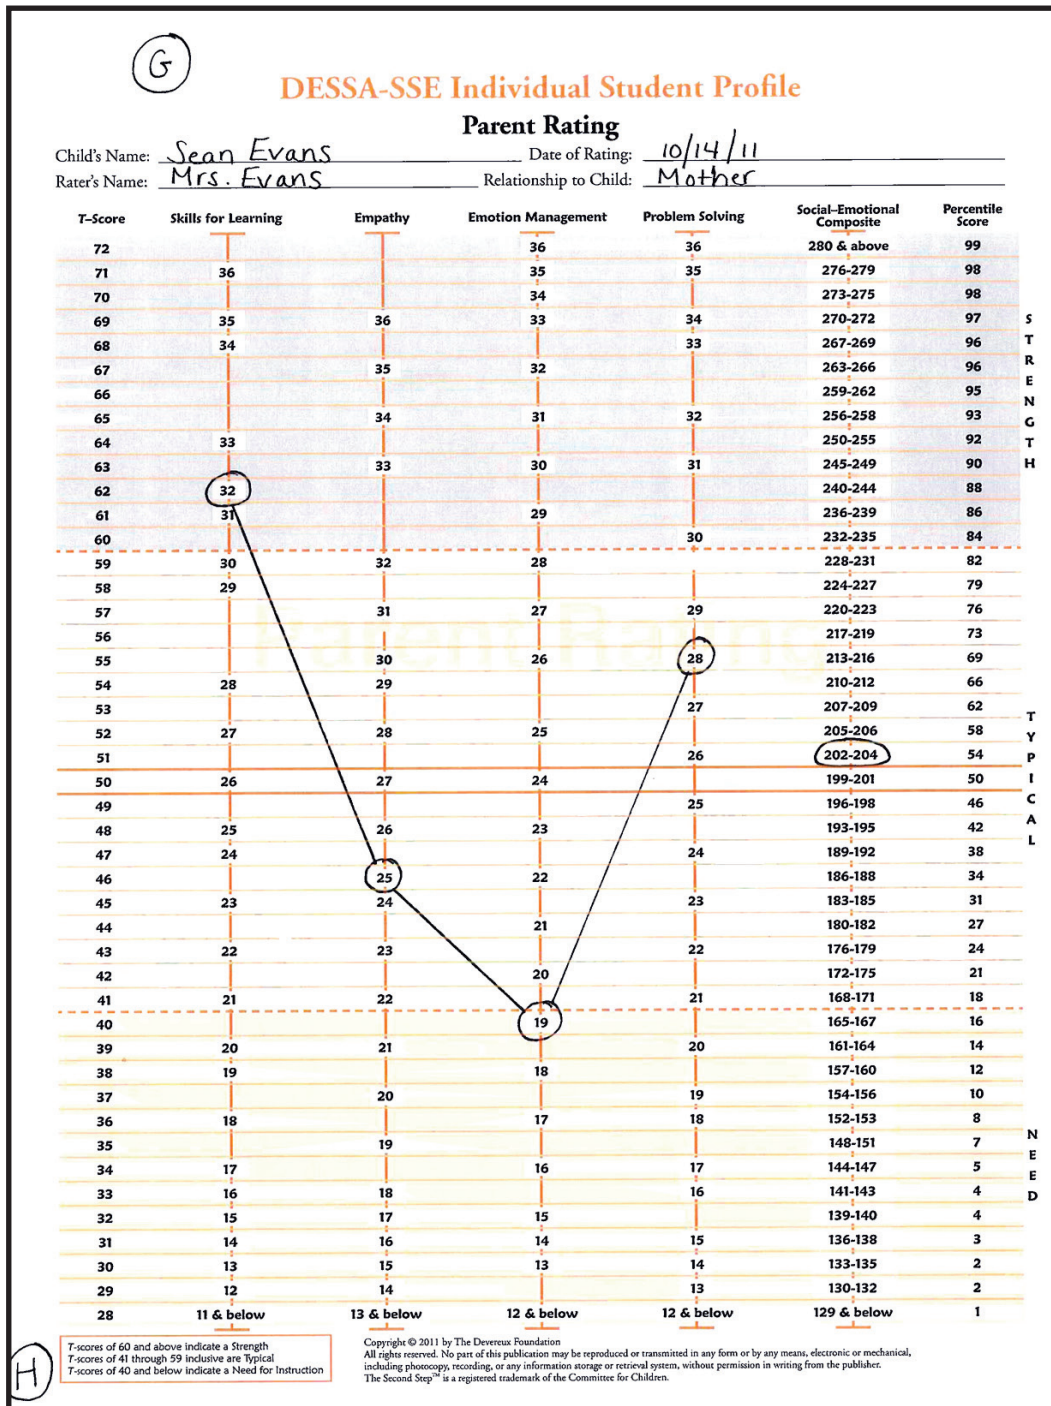 G
DESSA-SSE Individual Student Profile
Parent Rating
Child's Name: Sean Evans Date of Rating: 10/14/11
Rater's Name: Mrs. Evans Relationship to Child: Mother
T–Score Skills for Learning Empathy Emotion Management Problem Solving Social–Emotional Composite Percentile Score
72 36 36 280 & above 99
71 36 35 35 276-279 98
70 34 273-275 98
69 35 36 33 34 270-272 97
68 34 33 267-269 96
67 35 32 263-266 96
66 259-262 95
65 34 31 32 256-258 93
64 33 250-255 92
63 33 30 31 245-249 90
62 32 240-244 88
61 31 29 236-239 86
60 30 232-235 84
STRENGTH
59 30 32 28 228-231 82
58 29 224-227 79
57 31 27 29 220-223 76
56 217-219 73
55 30 26 28 213-216 69
54 28 29 210-212 66
53 27 207-209 62
52 27 28 25 205-206 58
51 26 202-204 54
50 26 27 24 199-201 50
49 25 196-198 46
48 25 26 23 193-195 42
47 24 24 189-192 38
46 25 22 186-188 34
45 23 24 23 183-185 31
44 21 180-182 27
43 22 23 22 176-179 24
42 20 172-175 21
41 21 22 21 168-171 18
TYPICAL
Parent Rating
40 19 165-167 16
39 20 21 20 161-164 14
38 19 18 157-160 12
37 20 19 154-156 10
36 18 17 18 152-153 8
35 19 148-151 7
34 17 16 17 144-147 5
33 16 18 16 141-143 4
32 15 17 15 139-140 4
31 14 16 14 15 136-138 3
30 13 15 13 14 133-135 2
29 12 14 13 130-132 2
28 11 & below 13 & below 12 & below 12 & below 129 & below 1
NEED
H
T-scores of 60 and above indicate a Strength
T-scores of 41 through 59 inclusive are Typical
T-scores of 40 and below indicate a Need for Instruction
Copyright © 2011 by The Devereux Foundation
All rights reserved. No part of this publication may be reproduced or transmitted in any form or by any means, electronic or mechanical,
including photocopy, recording, or any information storage or retrieval system, without permission in writing from the publisher.
The Second Step™ is a registered trademark of the Committee for Children.